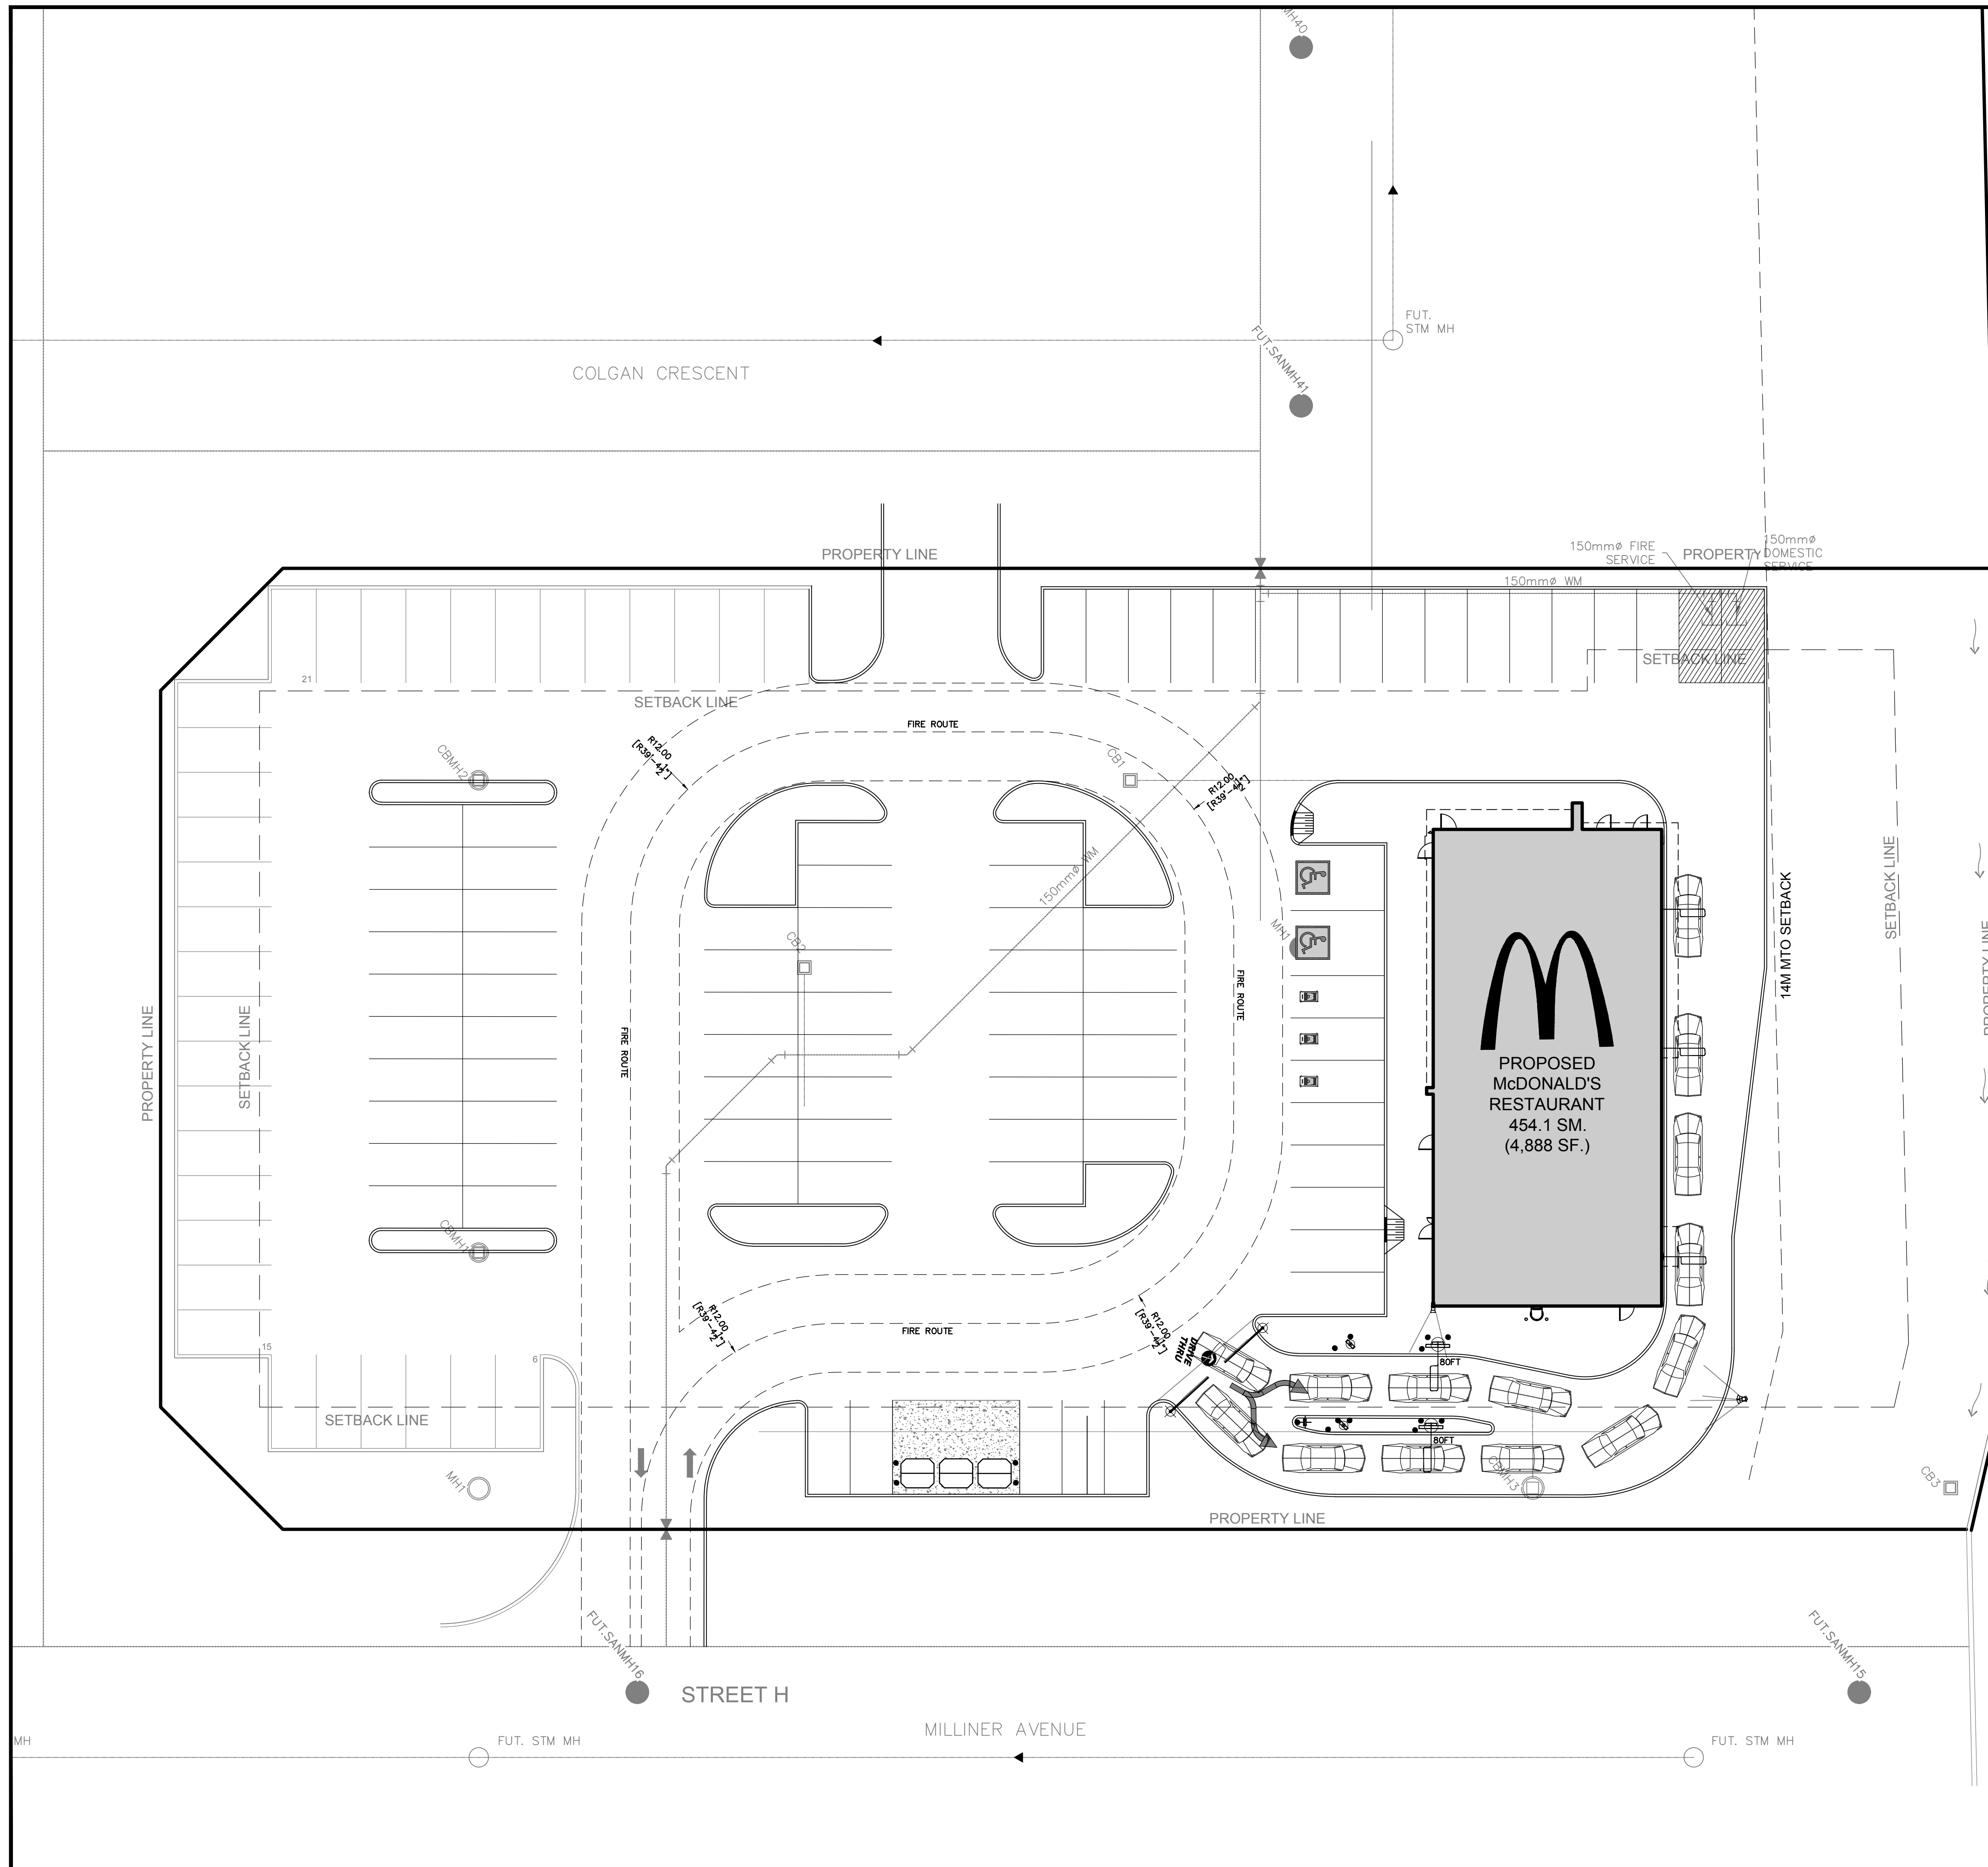 MH40
FUT.
STM MH
FUT.SANMH41
COLGAN CRESCENT
PROPERTY LINE
150mmø FIRE
SERVICE
PROPERTY
150mmø
DOMESTIC
SERVICE
150mmø WM
21
SETBACK LINE
SETBACK LINE
FIRE ROUTE
R12.00
[R39'-4½"]
CBMH2
CB1
R12.00
[R39'-4½"]
150mmø WM
CB2
MH1
SETBACK LINE
14M MTO SETBACK
PROPERTY LINE
PROPERTY LINE
SETBACK LINE
FIRE ROUTE
FIRE ROUTE
PROPOSED
McDONALD'S
RESTAURANT
454.1 SM.
(4,888 SF.)
CBMH1
R12.00
[R39'-4½"]
R12.00
[R39'-4½"]
FIRE ROUTE
DRIVE
THRU
15
6
80FT
80FT
SETBACK LINE
MH1
CBMH3
CB3
PROPERTY LINE
FUT.SANMH16
FUT.SANMH15
STREET H
MILLINER AVENUE
MH
FUT. STM MH
FUT. STM MH